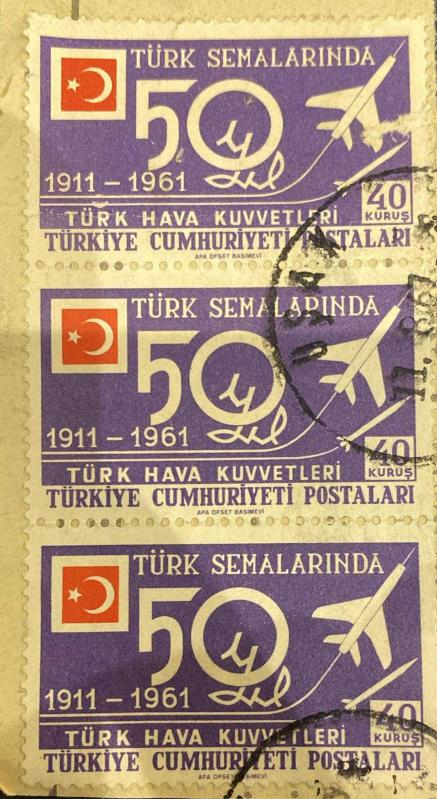 TÜRK SEMALARINDA
50
yıl
1911 – 1961
40
KURUŞ
TÜRK HAVA KUVVETLERİ
TÜRKİYE CUMHURİYETİ POSTALARI
APA OFSET BASIMEVİ
TÜRK SEMALARINDA
50
yıl
1911 – 1961
40
KURUŞ
TÜRK HAVA KUVVETLERİ
TÜRKİYE CUMHURİYETİ POSTALARI
APA OFSET BASIMEVİ
UŞAK
TÜRK SEMALARINDA
50
yıl
1911 – 1961
40
KURUŞ
TÜRK HAVA KUVVETLERİ
TÜRKİYE CUMHURİYETİ POSTALARI
APA OFSET BASIMEVİ